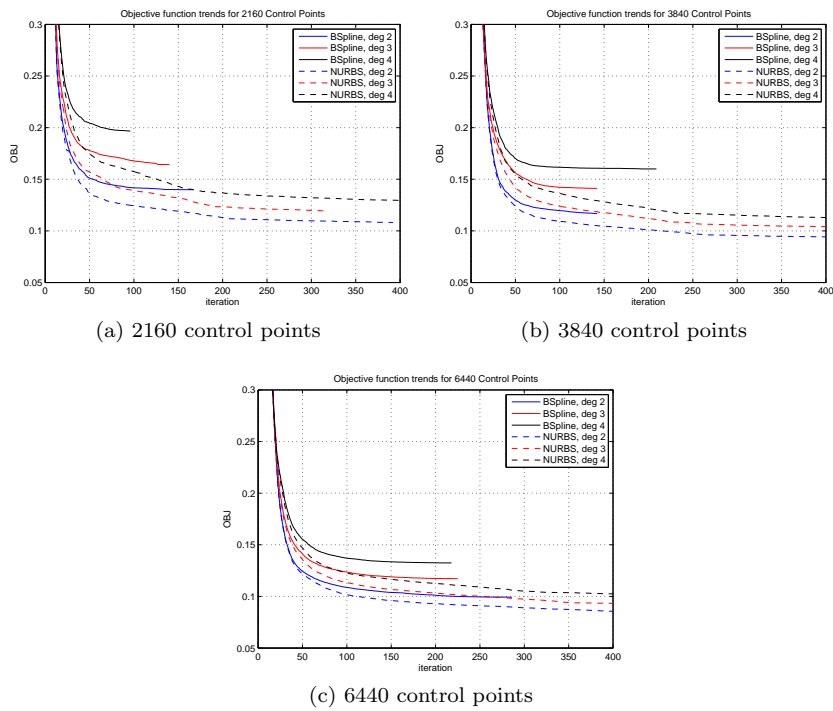 Objective function trends for 2160 Control Points
0.3
0.25
0.2
0.15
0.1
0.05
OBJ
0 50 100 150 200 250 300 350 400
iteration
BSpline, deg 2
BSpline, deg 3
BSpline, deg 4
NURBS, deg 2
NURBS, deg 3
NURBS, deg 4
(a) 2160 control points
Objective function trends for 3840 Control Points
0.3
0.25
0.2
0.15
0.1
0.05
OBJ
0 50 100 150 200 250 300 350 400
iteration
BSpline, deg 2
BSpline, deg 3
BSpline, deg 4
NURBS, deg 2
NURBS, deg 3
NURBS, deg 4
(b) 3840 control points
Objective function trends for 6440 Control Points
0.3
0.25
0.2
0.15
0.1
0.05
OBJ
0 50 100 150 200 250 300 350 400
iteration
BSpline, deg 2
BSpline, deg 3
BSpline, deg 4
NURBS, deg 2
NURBS, deg 3
NURBS, deg 4
(c) 6440 control points